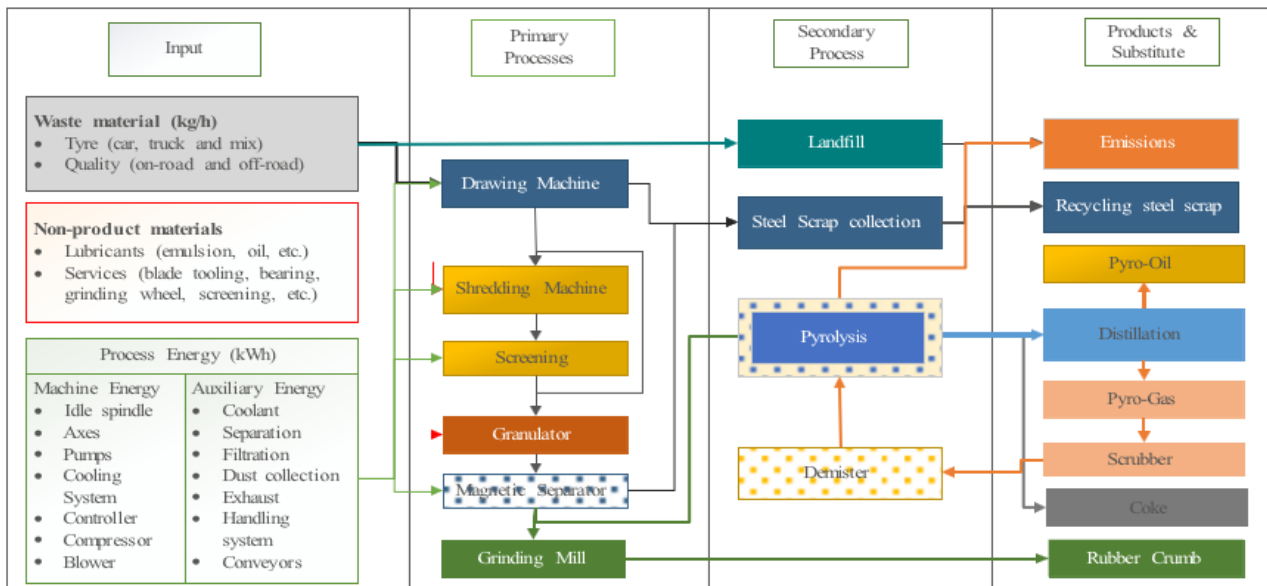 Input
Primary
Processes
Secondary
Process
Products &
Substitute
Waste material (kg/h)
• Tyre (car, truck and mix)
• Quality (on-road and off-road)
Non-product materials
• Lubricants (emulsion, oil, etc.)
• Services (blade tooling, bearing,
grinding wheel, screening, etc.)
Process Energy (kWh)
Machine Energy
• Idle spindle
• Axes
• Pumps
• Cooling
System
• Controller
• Compressor
• Blower
Auxiliary Energy
• Coolant
• Separation
• Filtration
• Dust collection
• Exhaust
• Handling
system
• Conveyors
Drawing Machine
Shredding Machine
Screening
Granulator
Magnetic Separator
Grinding Mill
Landfill
Steel Scrap collection
Pyrolysis
Demister
Emissions
Recycling steel scrap
Pyro-Oil
Distillation
Pyro-Gas
Scrubber
Coke
Rubber Crumb